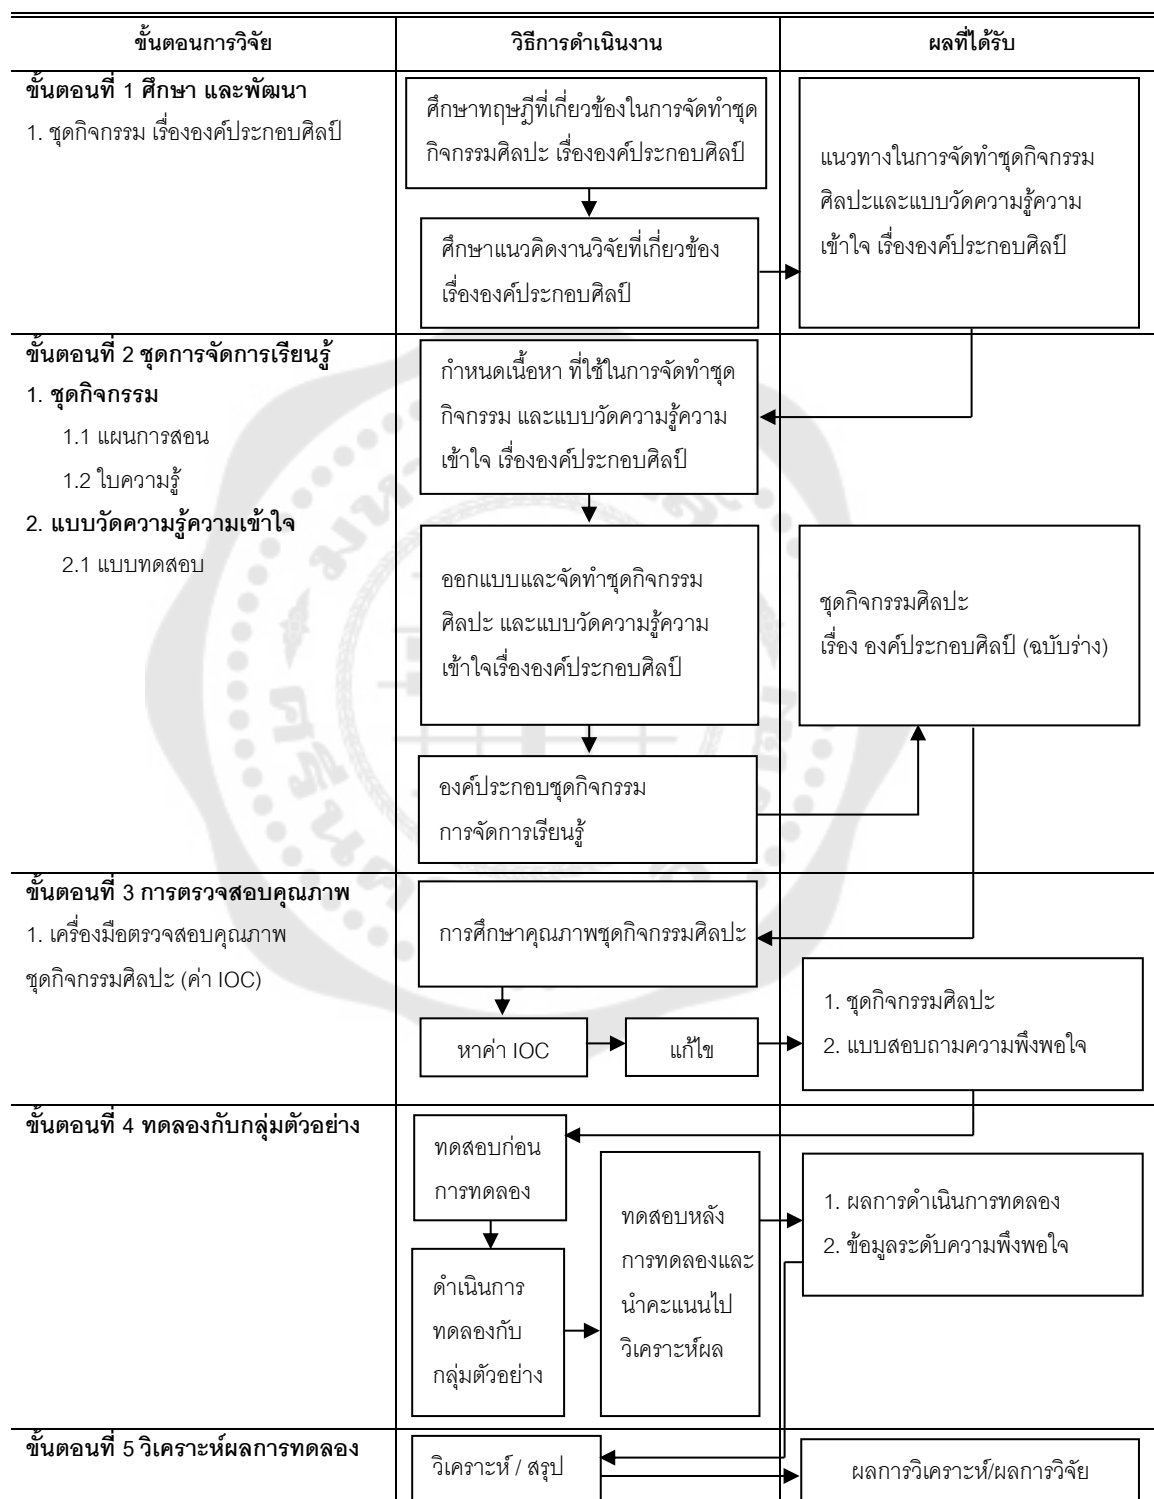 ขั้นตอนการวิจัย
วิธีการดำเนินงาน
ผลที่ได้รับ
ขั้นตอนที่ 1 ศึกษา และพัฒนา
1. ชุดกิจกรรม เรื่ององค์ประกอบศิลป์
ศึกษาทฤษฎีที่เกี่ยวข้องในการจัดทำชุด
กิจกรรมศิลปะ เรื่ององค์ประกอบศิลป์
ศึกษาแนวคิดงานวิจัยที่เกี่ยวข้อง
เรื่ององค์ประกอบศิลป์
แนวทางในการจัดทำชุดกิจกรรม
ศิลปะและแบบวัดความรู้ความ
เข้าใจ เรื่ององค์ประกอบศิลป์
ขั้นตอนที่ 2 ชุดการจัดการเรียนรู้
1. ชุดกิจกรรม
1.1 แผนการสอน
1.2 ใบความรู้
2. แบบวัดความรู้ความเข้าใจ
2.1 แบบทดสอบ
กำหนดเนื้อหา ที่ใช้ในการจัดทำชุด
กิจกรรม และแบบวัดความรู้ความ
เข้าใจ เรื่ององค์ประกอบศิลป์
ออกแบบและจัดทำชุดกิจกรรม
ศิลปะ และแบบวัดความรู้ความ
เข้าใจเรื่ององค์ประกอบศิลป์
องค์ประกอบชุดกิจกรรม
การจัดการเรียนรู้
ชุดกิจกรรมศิลปะ
เรื่อง องค์ประกอบศิลป์ (ฉบับร่าง)
ขั้นตอนที่ 3 การตรวจสอบคุณภาพ
1. เครื่องมือตรวจสอบคุณภาพ
ชุดกิจกรรมศิลปะ (ค่า IOC)
การศึกษาคุณภาพชุดกิจกรรมศิลปะ
หาค่า IOC
แก้ไข
1. ชุดกิจกรรมศิลปะ
2. แบบสอบถามความพึงพอใจ
ขั้นตอนที่ 4 ทดลองกับกลุ่มตัวอย่าง
ทดสอบก่อน
การทดลอง
ดำเนินการ
ทดลองกับ
กลุ่มตัวอย่าง
ทดสอบหลัง
การทดลองและ
นำคะแนนไป
วิเคราะห์ผล
1. ผลการดำเนินการทดลอง
2. ข้อมูลระดับความพึงพอใจ
ขั้นตอนที่ 5 วิเคราะห์ผลการทดลอง
วิเคราะห์ / สรุป
ผลการวิเคราะห์/ผลการวิจัย